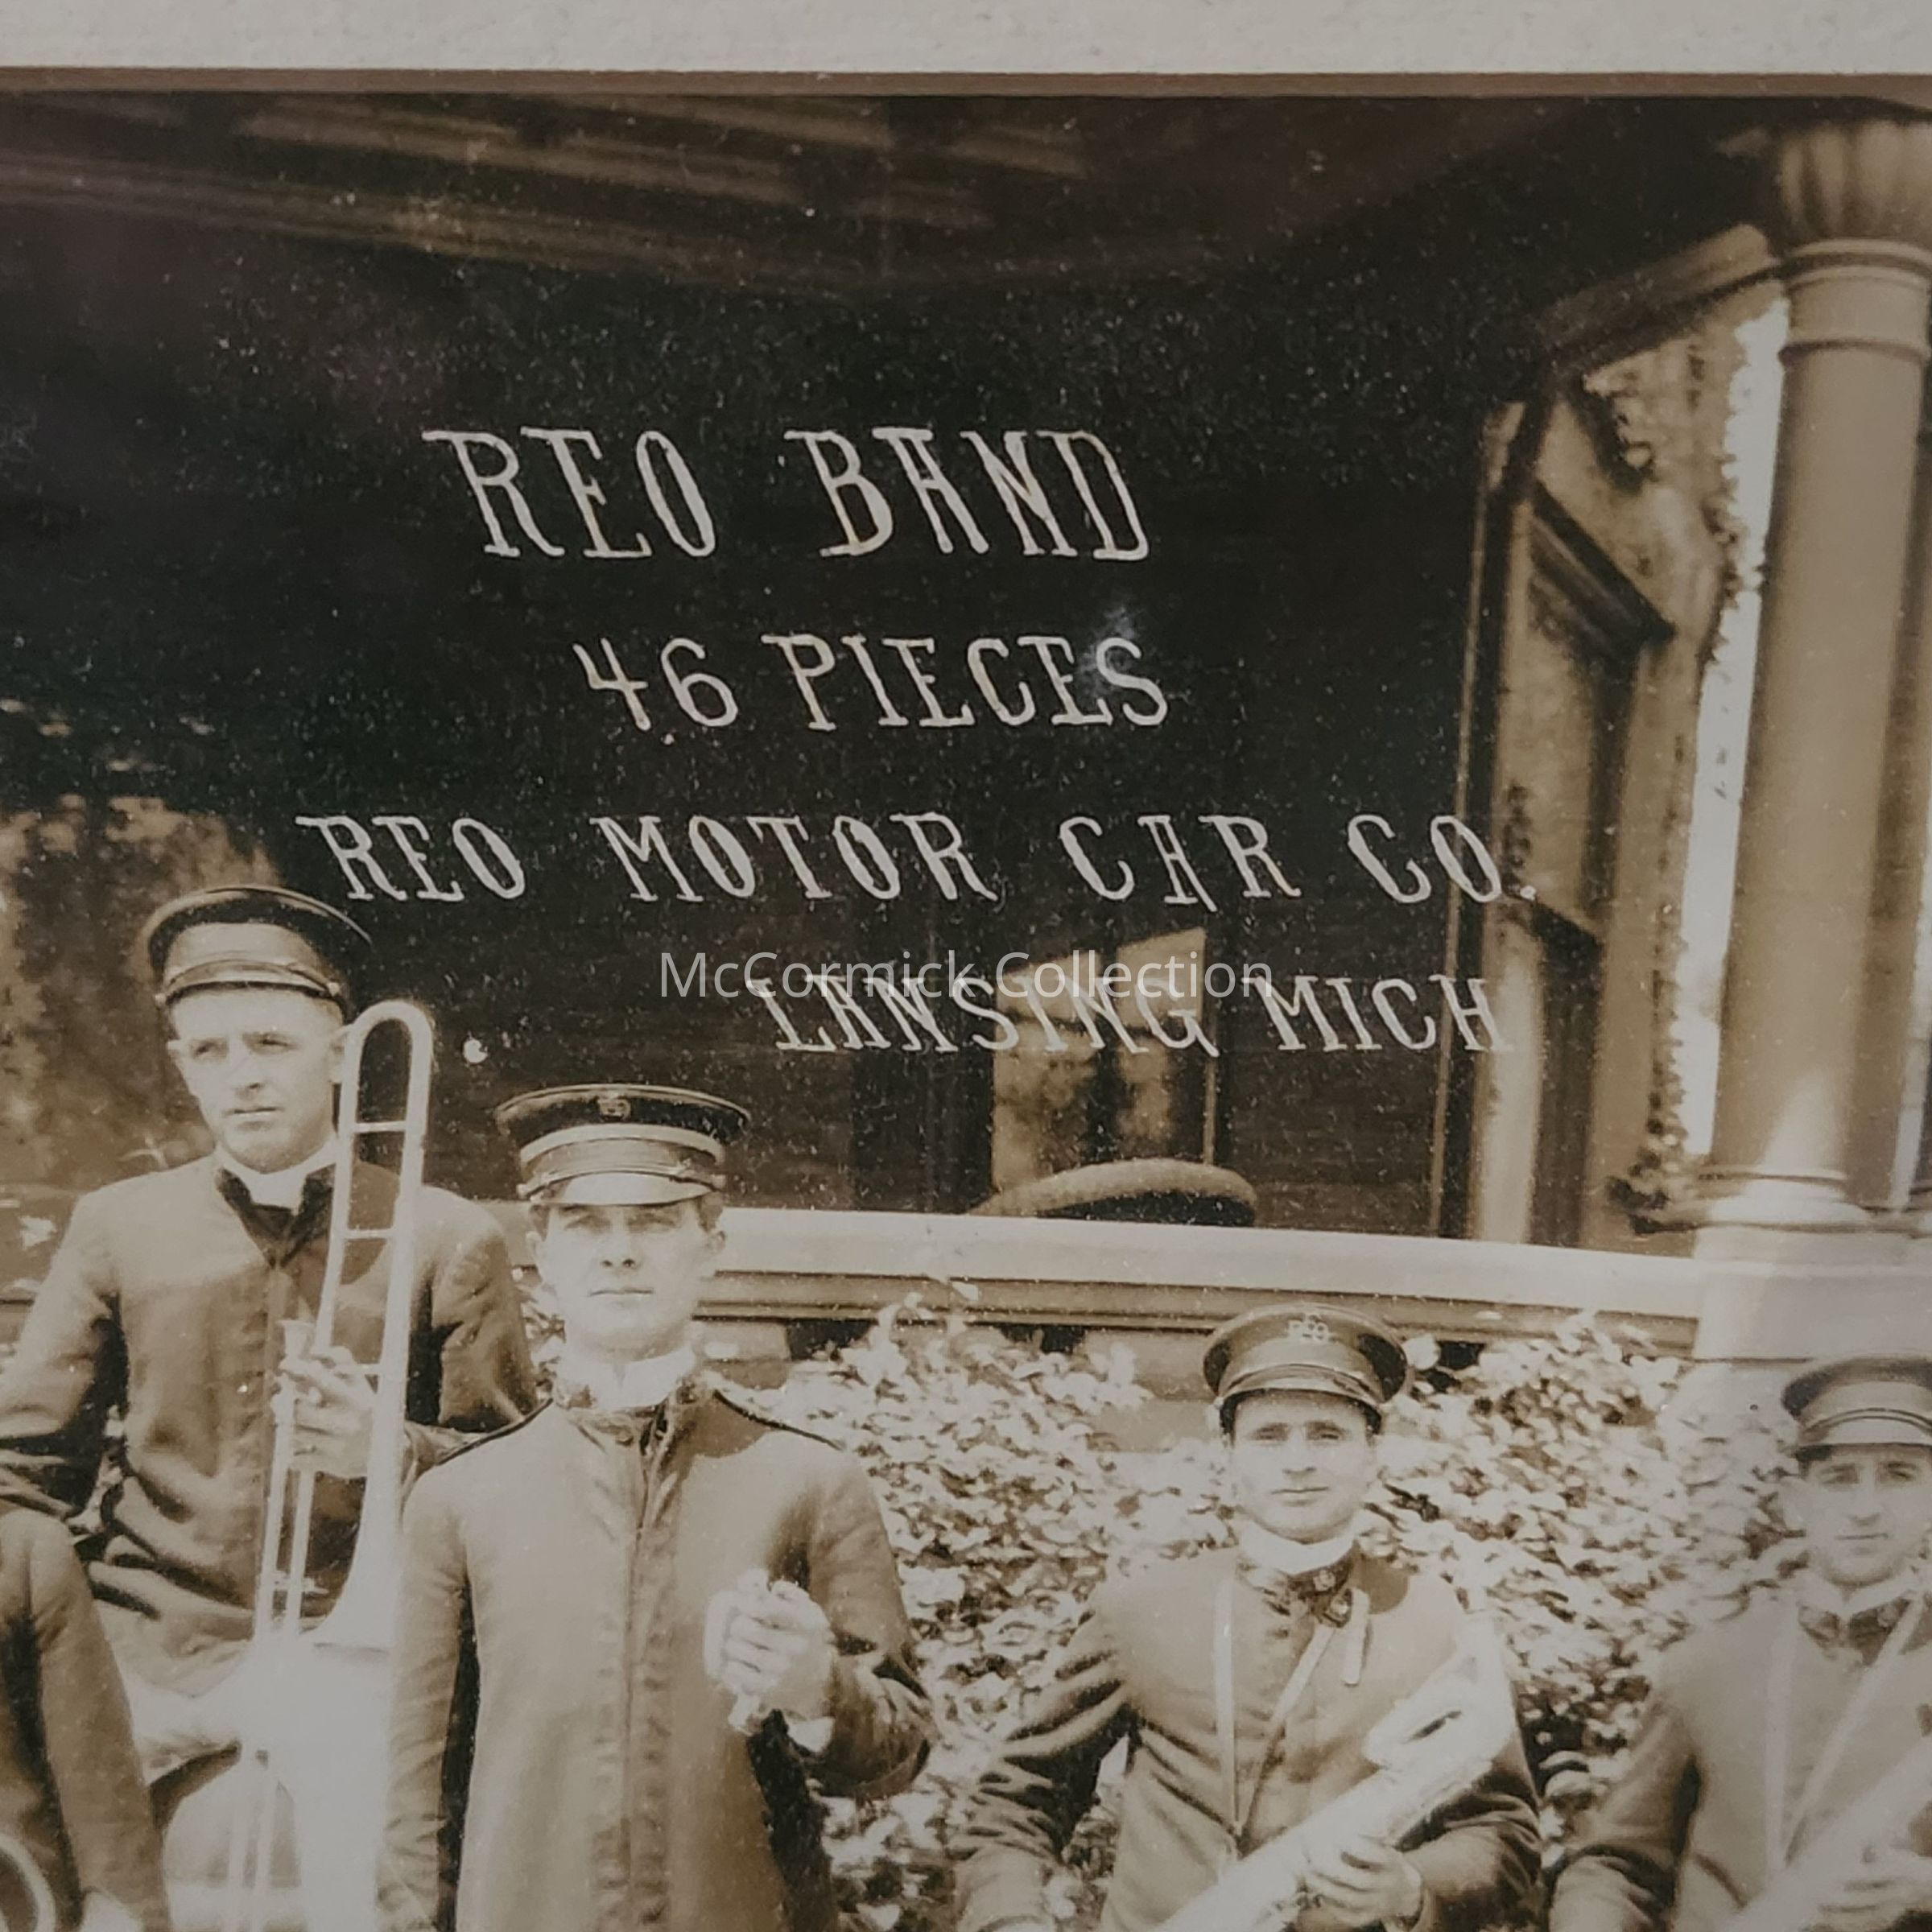 REO BAND
46 PIECES
REO MOTOR CAR CO.
McCormick Collection
LANSING MICH